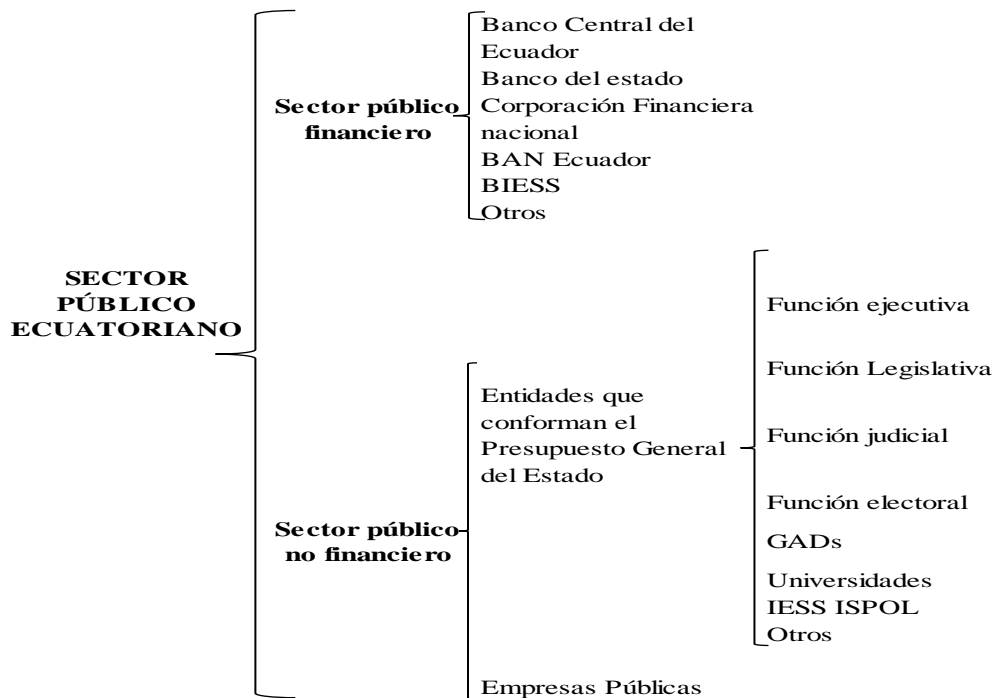 SECTOR
PÚBLICO
ECUATORIANO
Sector público
financiero
Banco Central del
Ecuador
Banco del estado
Corporación Financiera
nacional
BAN Ecuador
BIESS
Otros
Sector público
no financiero
Entidades que
conforman el
Presupuesto General
del Estado
Función ejecutiva
Función Legislativa
Función judicial
Función electoral
GADs
Universidades
IESS ISPOL
Otros
Empresas Públicas